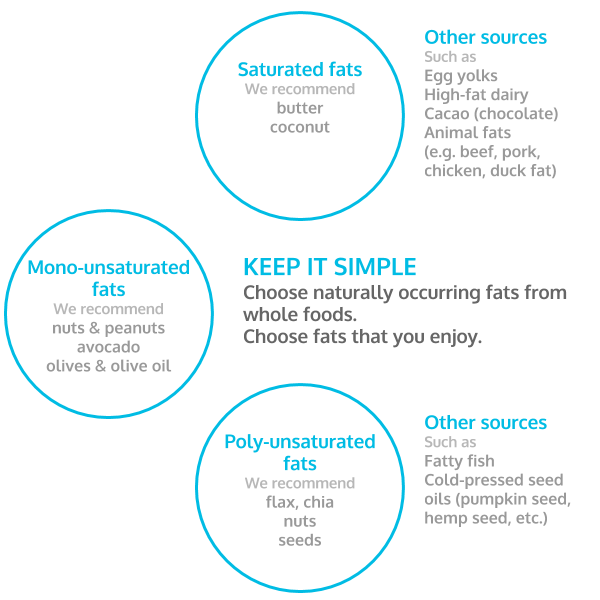 Saturated fats
We recommend
butter
coconut
Other sources
Such as
Egg yolks
High-fat dairy
Cacao (chocolate)
Animal fats
(e.g. beef, pork,
chicken, duck fat)
Mono-unsaturated
fats
We recommend
nuts & peanuts
avocado
olives & olive oil
KEEP IT SIMPLE
Choose naturally occurring fats from
whole foods.
Choose fats that you enjoy.
Poly-unsaturated
fats
We recommend
flax, chia
nuts
seeds
Other sources
Such as
Fatty fish
Cold-pressed seed
oils (pumpkin seed,
hemp seed, etc.)